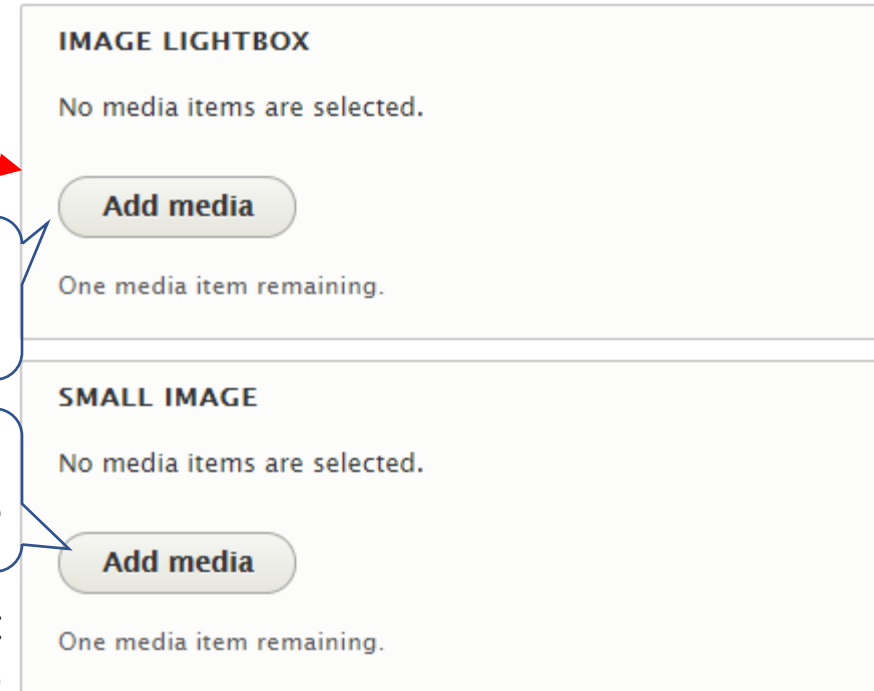 IMAGE LIGHTBOX
No media items are selected.
Add media
One media item remaining.
SMALL IMAGE
No media items are selected.
Add media
One media item remaining.